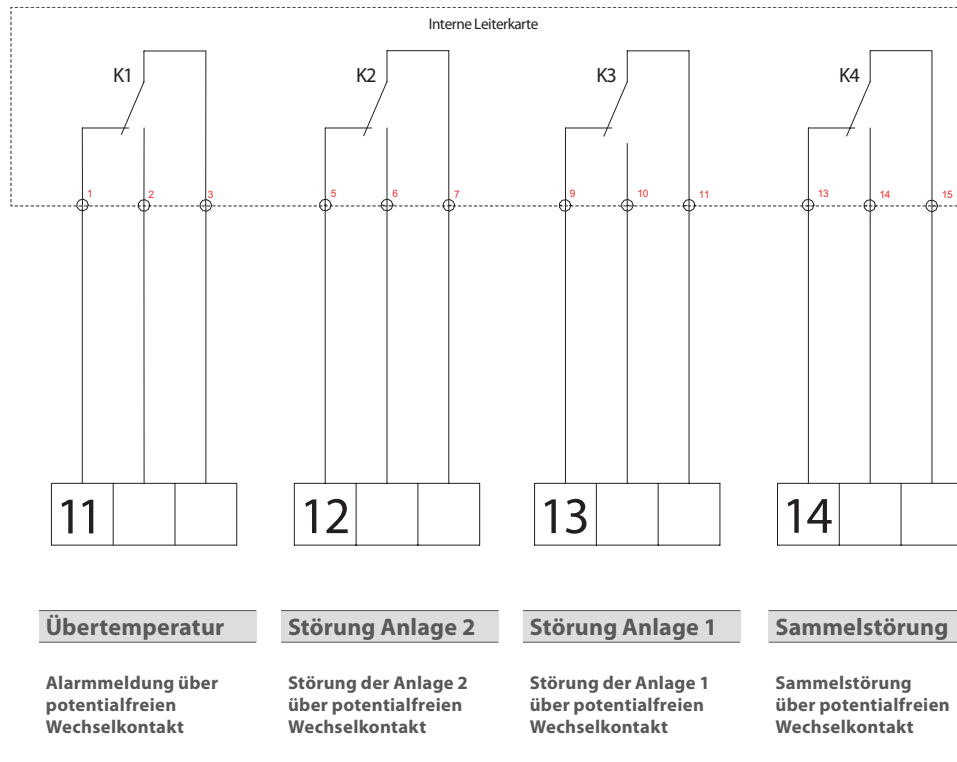 Interne Leiterkarte
K1 K2 K3 K4
1 2 3 5 6 7 9 10 11 13 14 15
11 12 13 14
Übertemperatur
Alarmmeldung über
potentialfreien
Wechselkontakt
Störung Anlage 2
Störung der Anlage 2
über potentialfreien
Wechselkontakt
Störung Anlage 1
Störung der Anlage 1
über potentialfreien
Wechselkontakt
Sammelstörung
Sammelstörung
über potentialfreien
Wechselkontakt